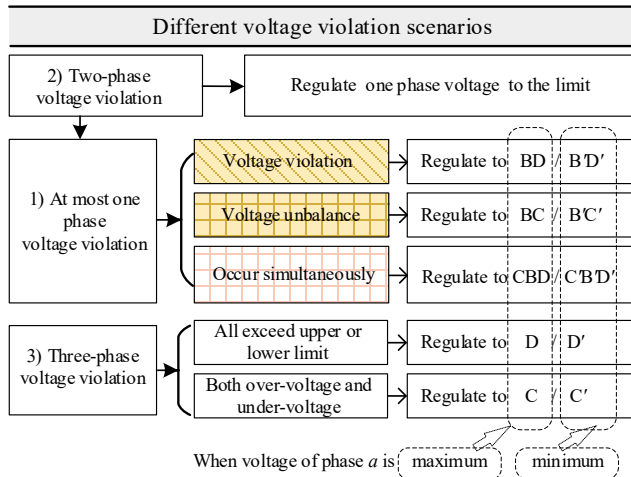 Different voltage violation scenarios
2) Two-phase
voltage violation
Regulate one phase voltage to the limit
1) At most one
phase
voltage violation
Voltage violation
Regulate to BD / B′D′
Voltage unbalance
Regulate to BC / B′C′
Occur simultaneously
Regulate to CBD / C′B′D′
3) Three-phase
voltage violation
All exceed upper or
lower limit
Regulate to D / D′
Both over-voltage and
under-voltage
Regulate to C / C′
When voltage of phase a is maximum minimum